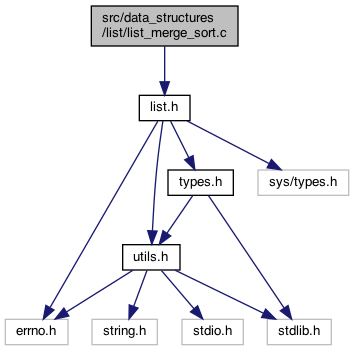 src/data_structures
/list/list_merge_sort.c
list.h
types.h
sys/types.h
utils.h
errno.h
string.h
stdio.h
stdlib.h